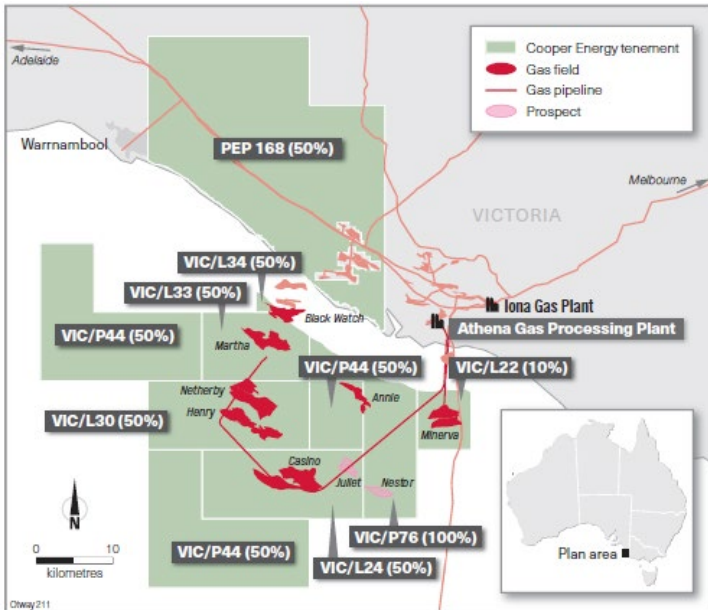 Adelaide
Cooper Energy tenement
Gas field
Gas pipeline
Prospect
Warrnambool
PEP 168 (50%)
Melbourne
VICTORIA
VIC/L34 (50%)
VIC/L33 (50%)
Iona Gas Plant
Black Watch
Athena Gas Processing Plant
VIC/P44 (50%)
Martha
VIC/P44 (50%)
VIC/L22 (10%)
Netherby
Annie
VIC/L30 (50%)
Henry
Minerva
Casino
Juliet
Nestor
N
VIC/P76 (100%)
0 10
kilometres
VIC/P44 (50%)
VIC/L24 (50%)
Plan area
Otway 211